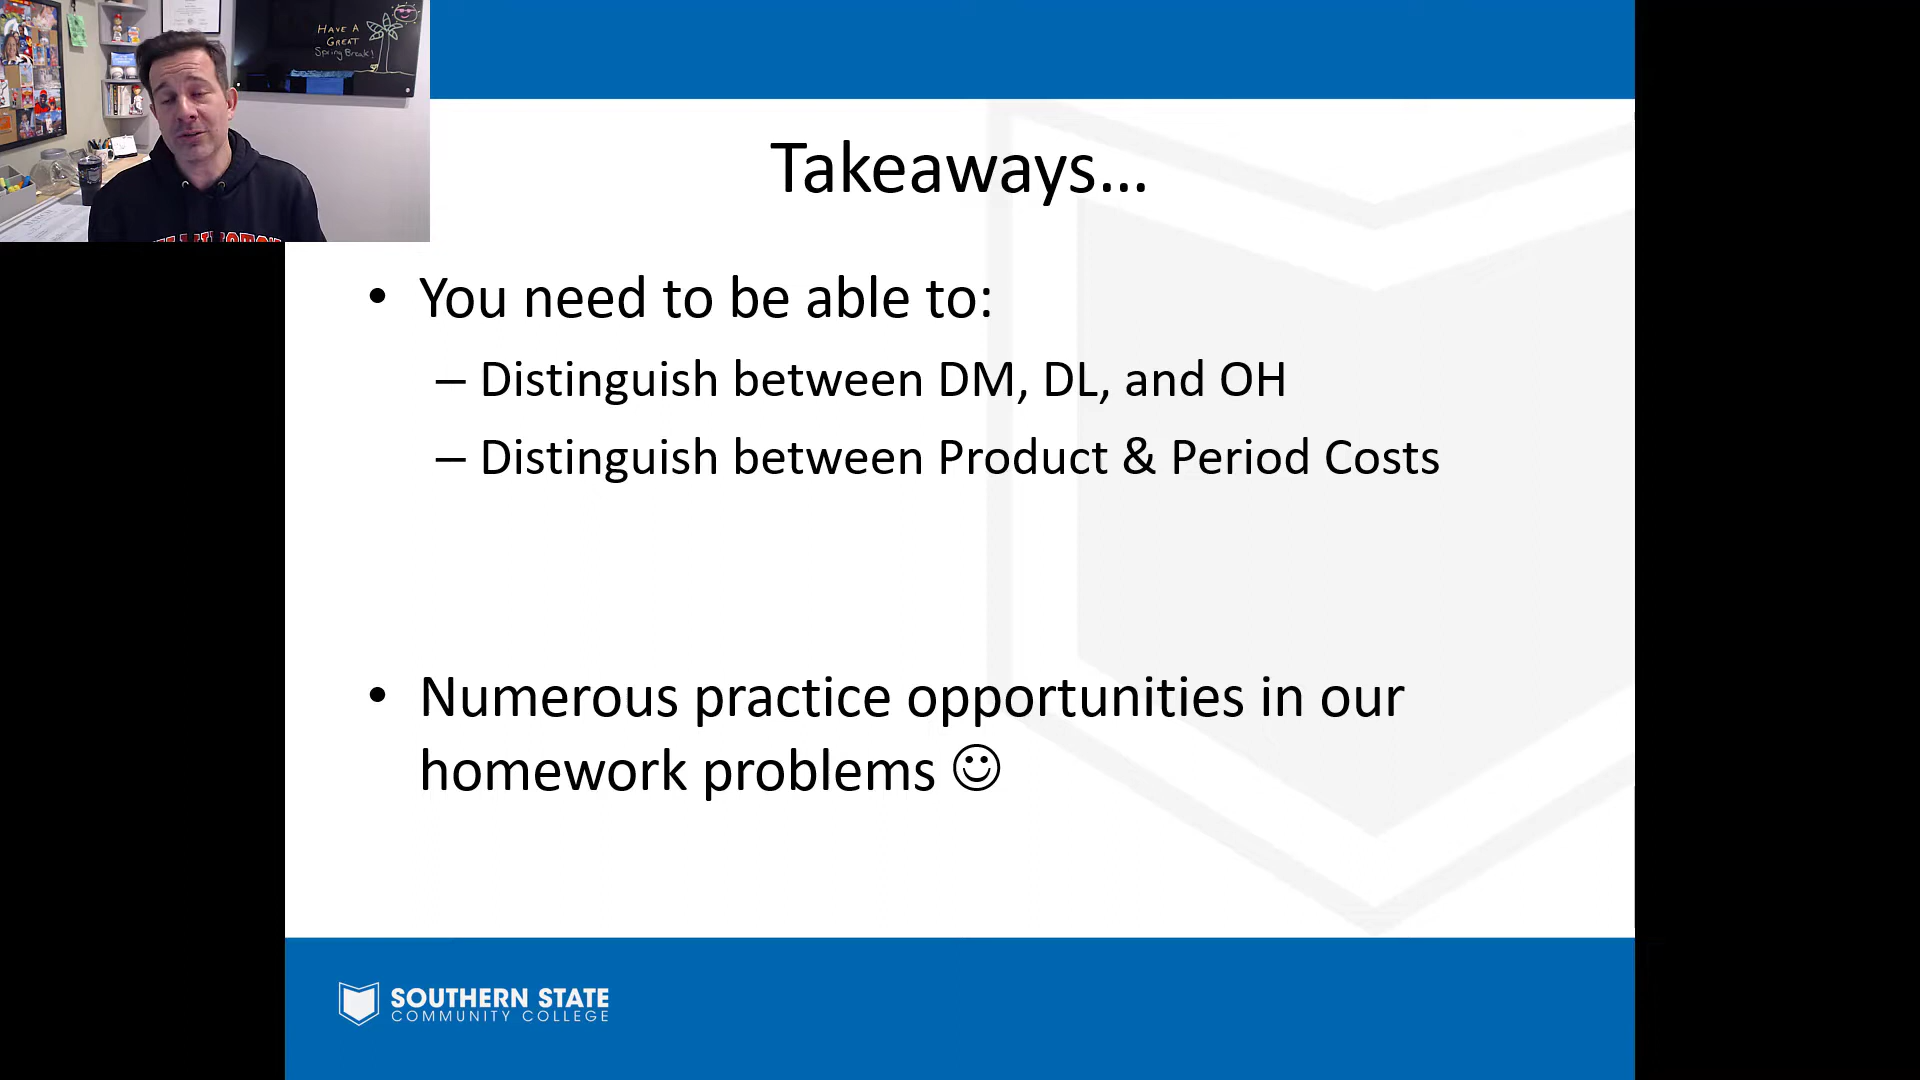 HAVE A
GREAT
Spring Break!
Takeaways...
• You need to be able to:
– Distinguish between DM, DL, and OH
– Distinguish between Product & Period Costs
• Numerous practice opportunities in our
homework problems ☺
SOUTHERN STATE
COMMUNITY COLLEGE